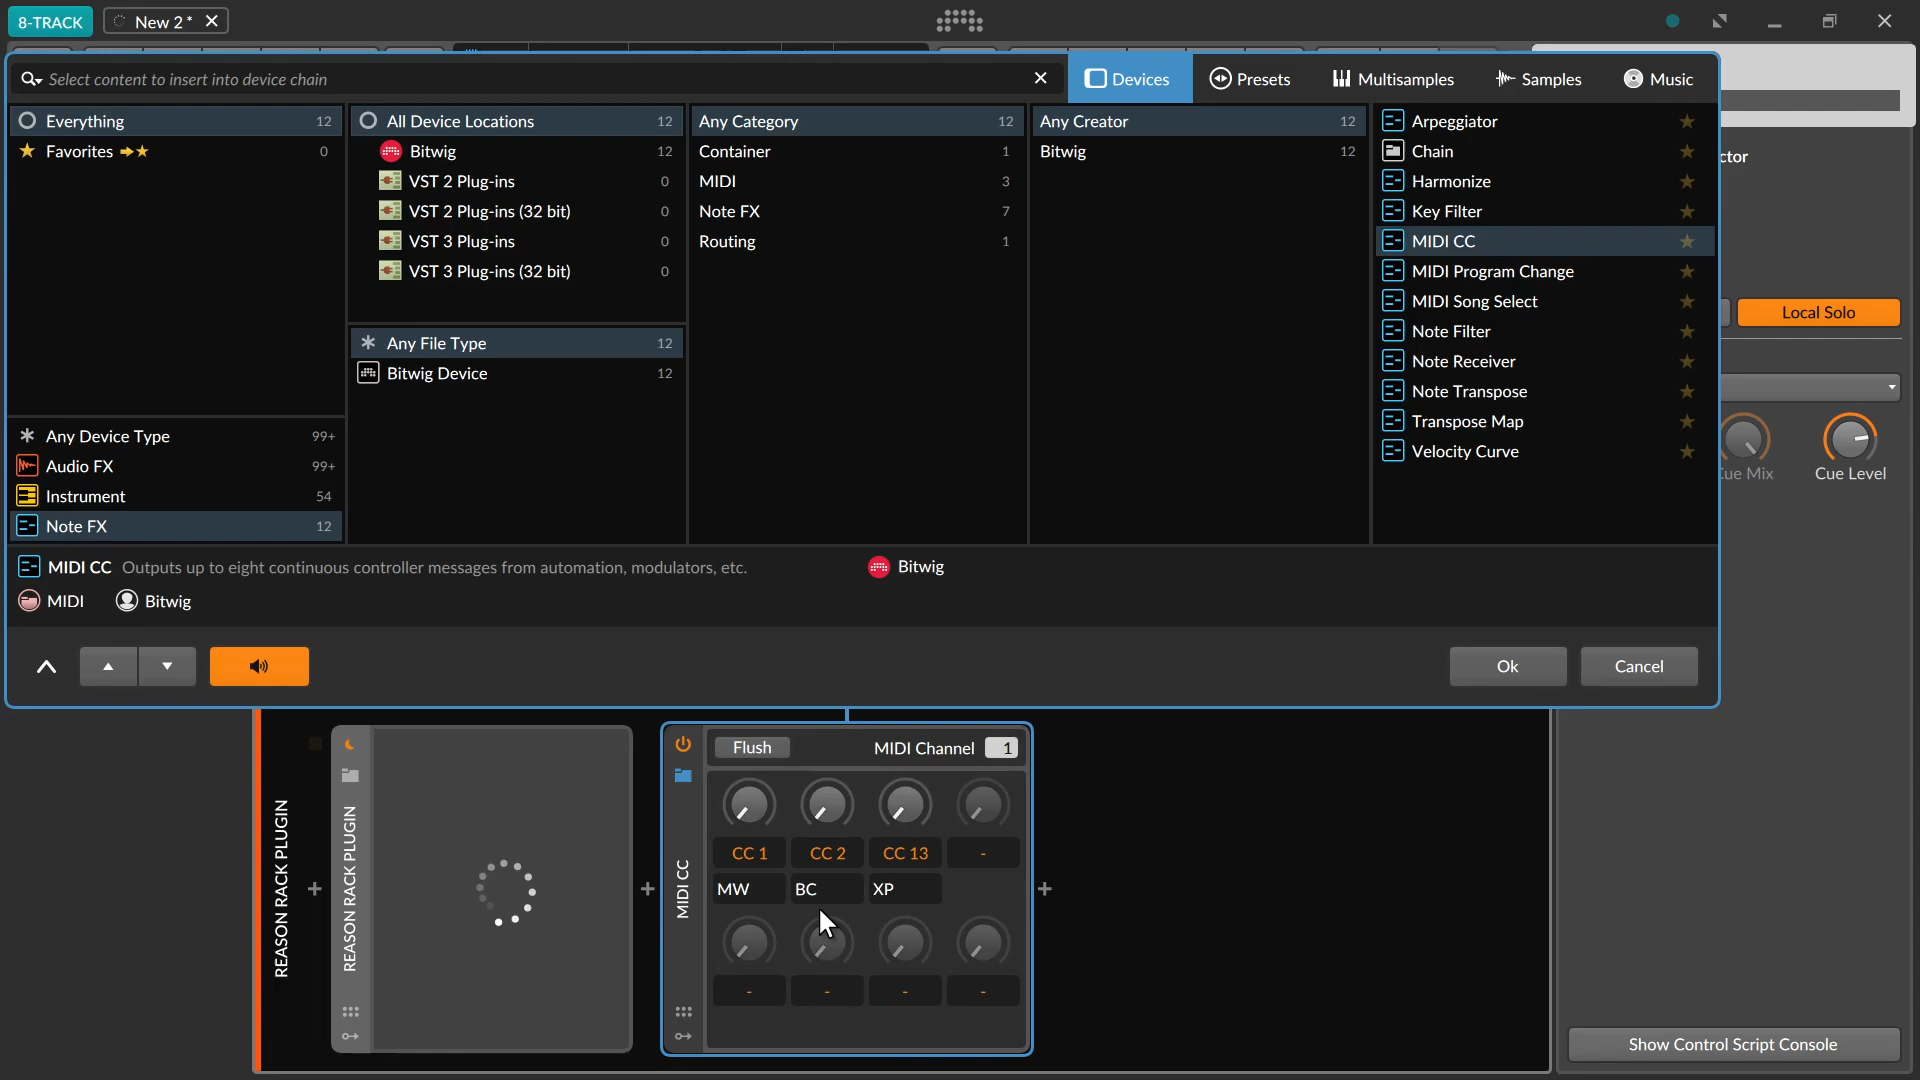 8-TRACK New 2 *
Select content to insert into device chain
Devices Presets Multisamples Samples Music
Everything 12
Favorites 0
Any Device Type 99+
Audio FX 99+
Instrument 54
Note FX 12
All Device Locations 12
Bitwig 12
VST 2 Plug-ins 0
VST 2 Plug-ins (32 bit) 0
VST 3 Plug-ins 0
VST 3 Plug-ins (32 bit) 0
Any File Type 12
Bitwig Device 12
Any Category 12
Container 1
MIDI 3
Note FX 7
Routing 1
Any Creator 12
Bitwig 12
Arpeggiator
Chain
Harmonize
Key Filter
MIDI CC
MIDI Program Change
MIDI Song Select
Note Filter
Note Receiver
Note Transpose
Transpose Map
Velocity Curve
MIDI CC Outputs up to eight continuous controller messages from automation, modulators, etc. Bitwig
MIDI Bitwig
Ok Cancel
ctor
Local Solo
ue Mix Cue Level
REASON RACK PLUGIN
REASON RACK PLUGIN
MIDI CC
Flush MIDI Channel 1
CC 1 CC 2 CC 13 -
MW BC XP
- - - -
Show Control Script Console